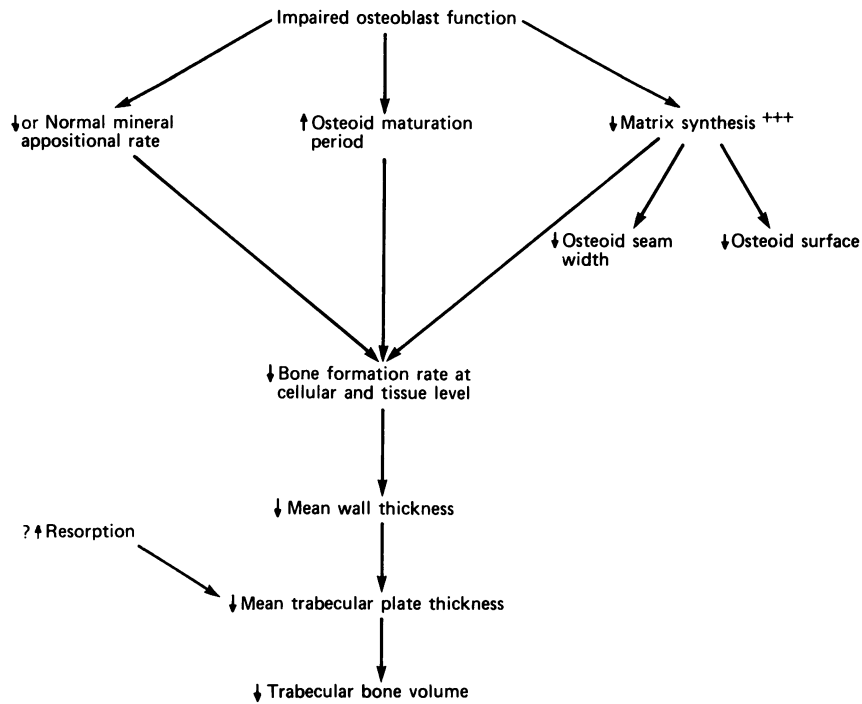 Impaired osteoblast function
↓or Normal mineral
appositional rate
↑Osteoid maturation
period
↓Matrix synthesis +++
↓Osteoid seam
width
↓Osteoid surface
↓Bone formation rate at
cellular and tissue level
↓Mean wall thickness
?↑Resorption
↓Mean trabecular plate thickness
↓Trabecular bone volume